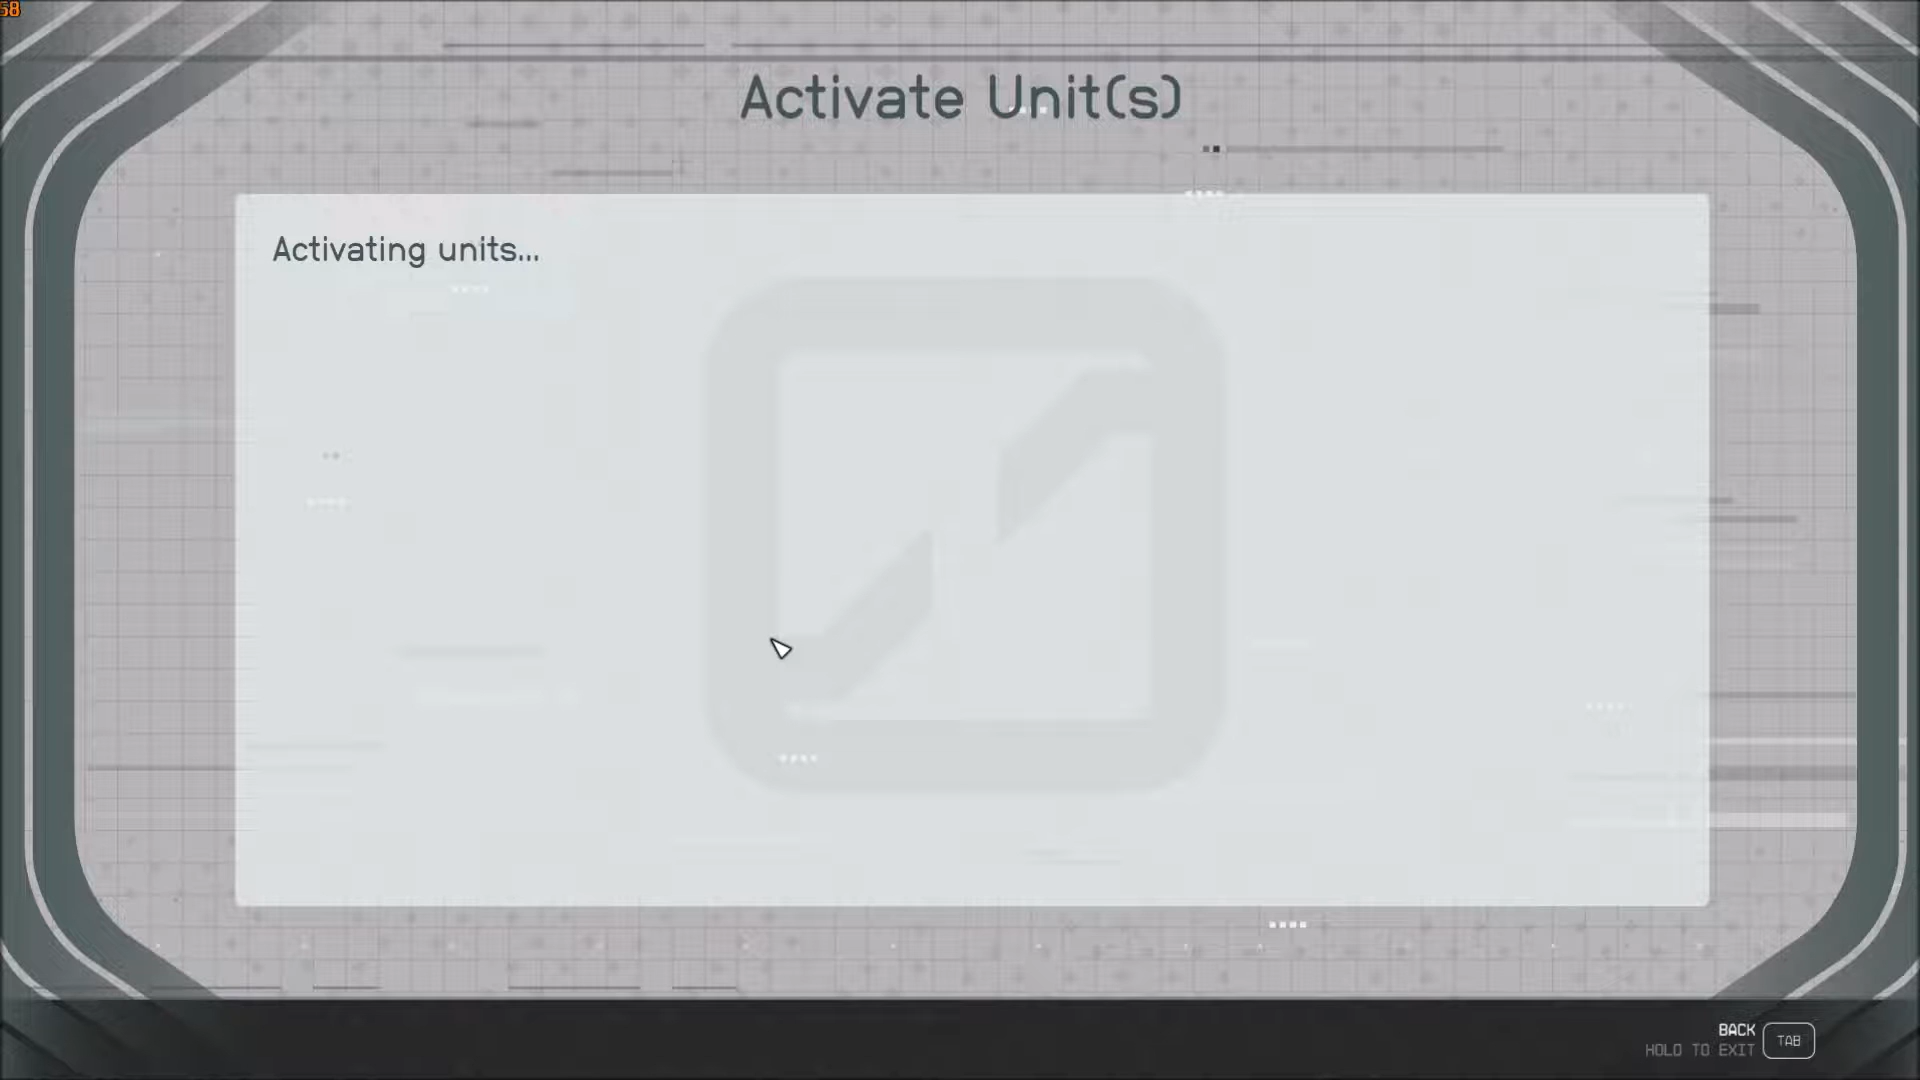 58
Activate Unit(s)
Activating units...
BACK
HOLD TO EXIT
TAB